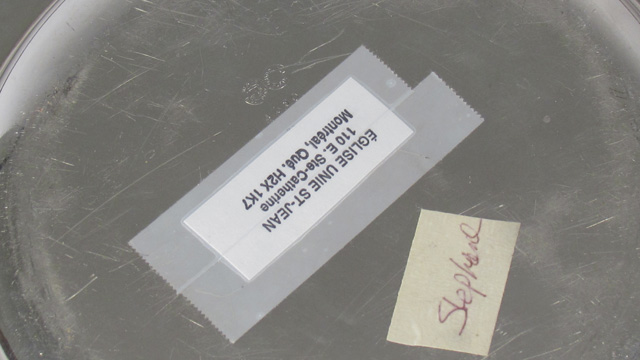 ÉGLISE UNIE ST-JEAN
110 E. Ste-Catherine
Montréal, Qué. H2X 1K7
Stephane